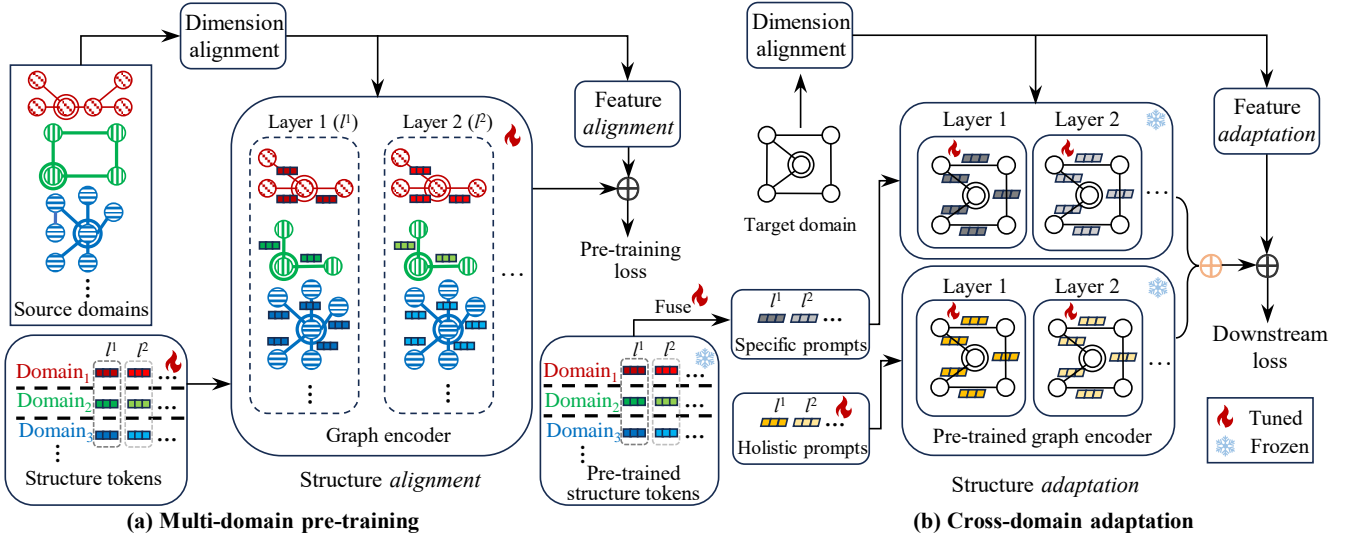 Dimension
alignment
Source domains
Layer 1 (l¹)
Layer 2 (l²)
...
Graph encoder
Structure alignment
Feature
alignment
Pre-training
loss
l¹ l²
Domain₁ ...
Domain₂ ...
Domain₃ ...
Structure tokens
(a) Multi-domain pre-training
Dimension
alignment
Target domain
Fuse
l¹ l²
Domain₁ ...
Domain₂ ...
Domain₃ ...
Pre-trained
structure tokens
l¹ l²
...
Specific prompts
l¹ l²
...
Holistic prompts
Layer 1 Layer 2
...
Layer 1 Layer 2
...
Pre-trained graph encoder
Structure adaptation
Feature
adaptation
Downstream
loss
Tuned
Frozen
(b) Cross-domain adaptation